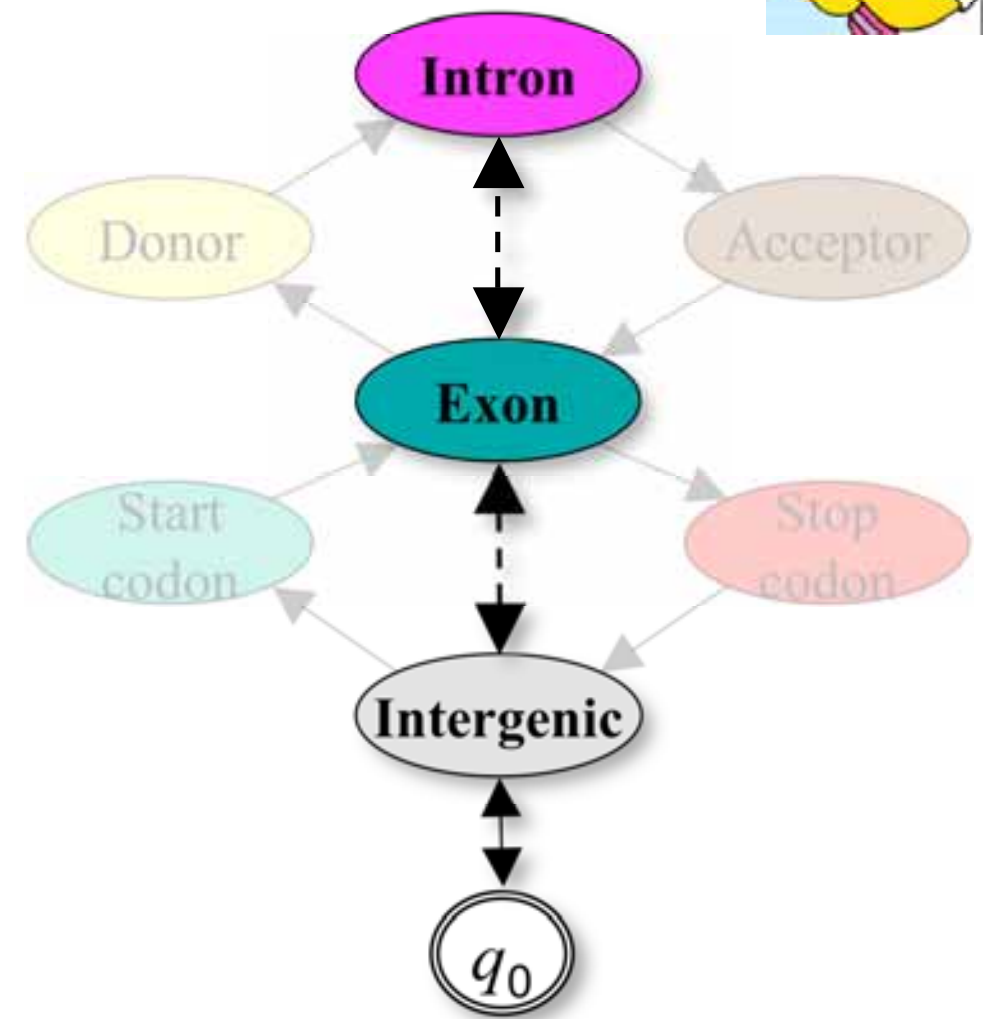 Intron
Donor
Acceptor
Exon
Start
codon
Stop
codon
Intergenic
q0